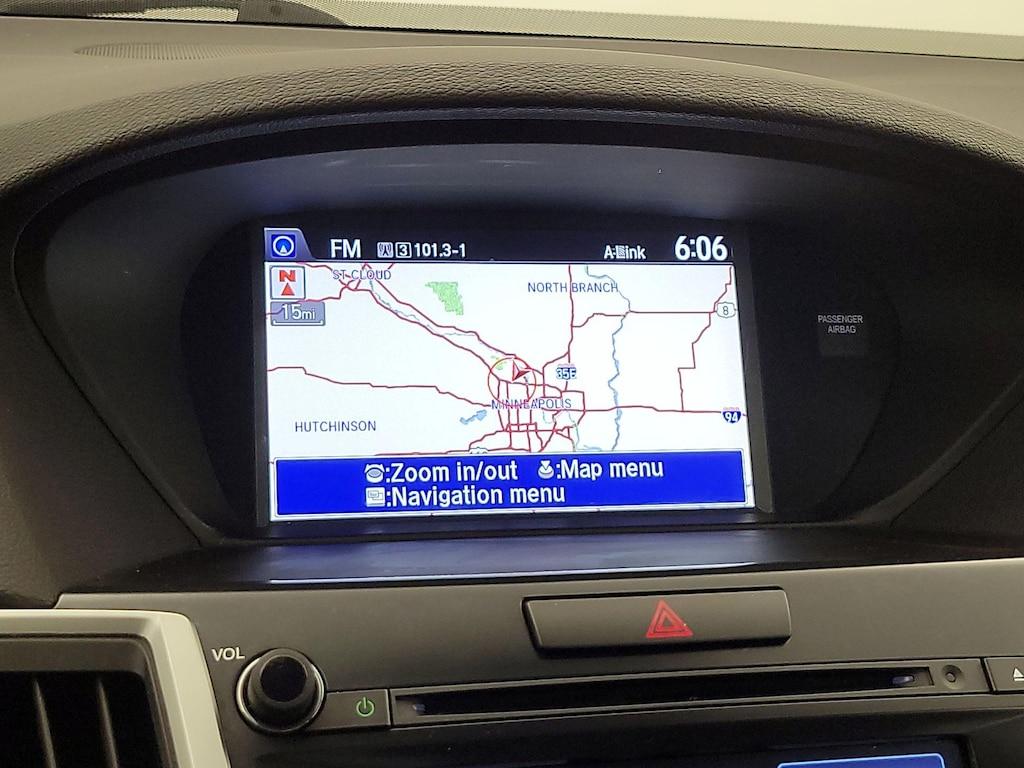 FM 3 101.3-1 A:Link 6:06
N
ST CLOUD
NORTH BRANCH
15mi
8
PASSENGER
AIRBAG
35E
MINNEAPOLIS
94
HUTCHINSON
:Zoom in/out :Map menu
:Navigation menu
VOL